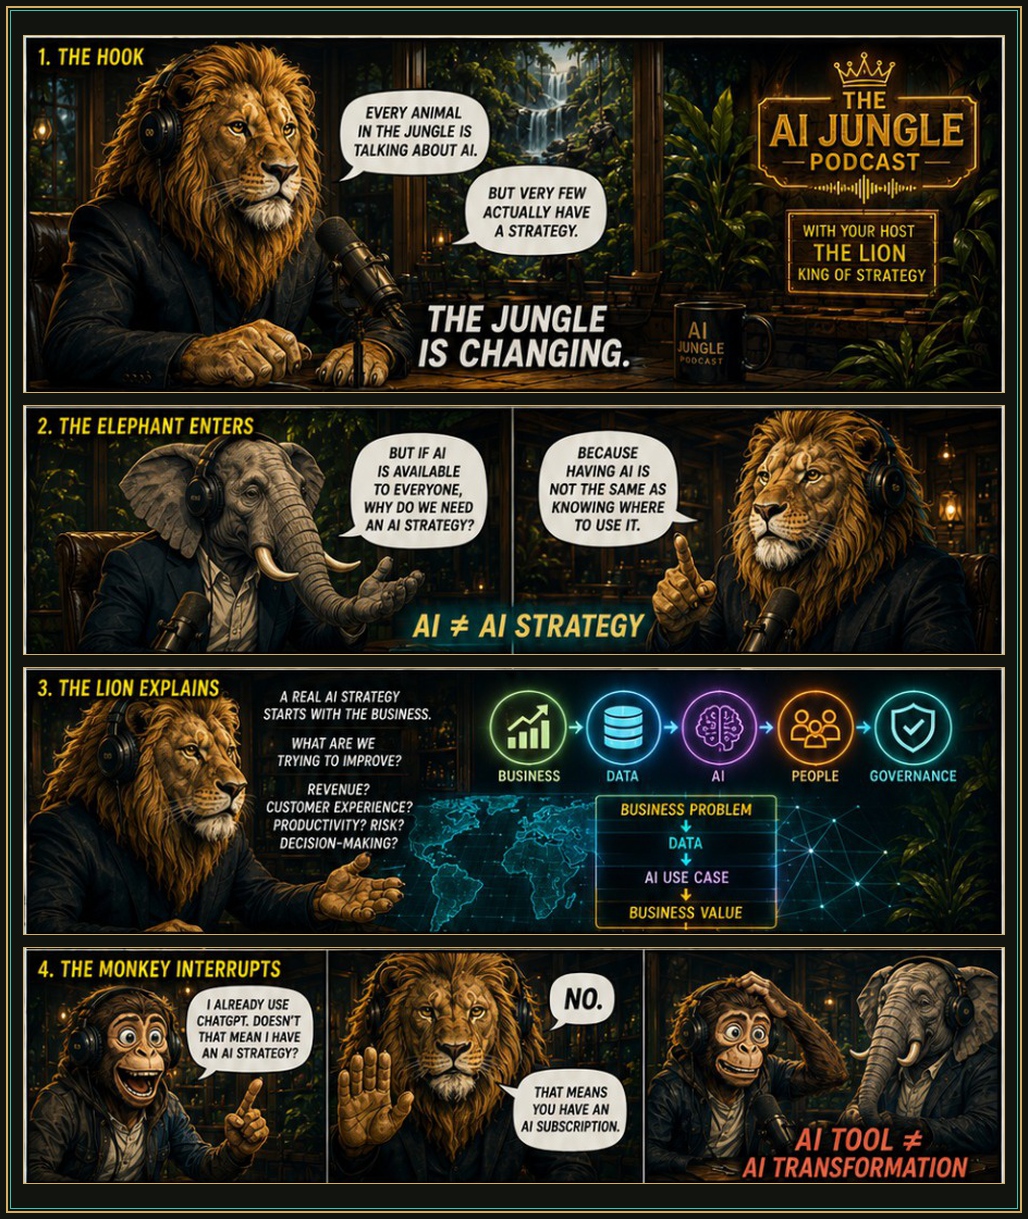 1. THE HOOK
EVERY ANIMAL
IN THE JUNGLE IS
TALKING ABOUT AI.
BUT VERY FEW
ACTUALLY HAVE
A STRATEGY.
THE JUNGLE
IS CHANGING.
THE
AI JUNGLE
PODCAST
WITH YOUR HOST
THE LION
KING OF STRATEGY
AI
JUNGLE
PODCAST
2. THE ELEPHANT ENTERS
BUT IF AI
IS AVAILABLE
TO EVERYONE,
WHY DO WE NEED
AN AI STRATEGY?
BECAUSE
HAVING AI IS
NOT THE SAME AS
KNOWING WHERE
TO USE IT.
AI ≠ AI STRATEGY
3. THE LION EXPLAINS
A REAL AI STRATEGY
STARTS WITH THE BUSINESS.
WHAT ARE WE
TRYING TO IMPROVE?
REVENUE?
CUSTOMER EXPERIENCE?
PRODUCTIVITY? RISK?
DECISION-MAKING?
BUSINESS
DATA
AI
PEOPLE
GOVERNANCE
BUSINESS PROBLEM
DATA
AI USE CASE
BUSINESS VALUE
4. THE MONKEY INTERRUPTS
I ALREADY USE
CHATGPT. DOESN'T
THAT MEAN I HAVE
AN AI STRATEGY?
NO.
THAT MEANS
YOU HAVE AN
AI SUBSCRIPTION.
AI TOOL ≠
AI TRANSFORMATION